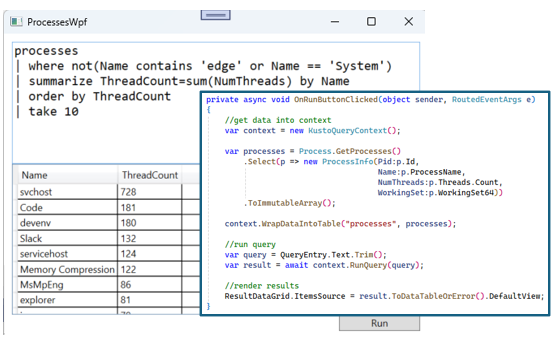 ProcessesWpf
processes
| where not(Name contains 'edge' or Name == 'System')
| summarize ThreadCount=sum(NumThreads) by Name
| order by ThreadCount
| take 10
Name ThreadCount
svchost 728
Code 181
devenv 180
Slack 132
servicehost 124
Memory Compression 122
MsMpEng 86
explorer 81
private async void OnRunButtonClicked(object sender, RoutedEventArgs e)
{
//get data into context
var context = new KustoQueryContext();
var processes = Process.GetProcesses()
.Select(p => new ProcessInfo(Pid:p.Id,
Name:p.ProcessName,
NumThreads:p.Threads.Count,
WorkingSet:p.WorkingSet64))
.ToImmutableArray();
context.WrapDataIntoTable("processes", processes);
//run query
var query = QueryEntry.Text.Trim();
var result = await context.RunQuery(query);
//render results
ResultDataGrid.ItemsSource = result.ToDataTableOrError().DefaultView;
}
Run